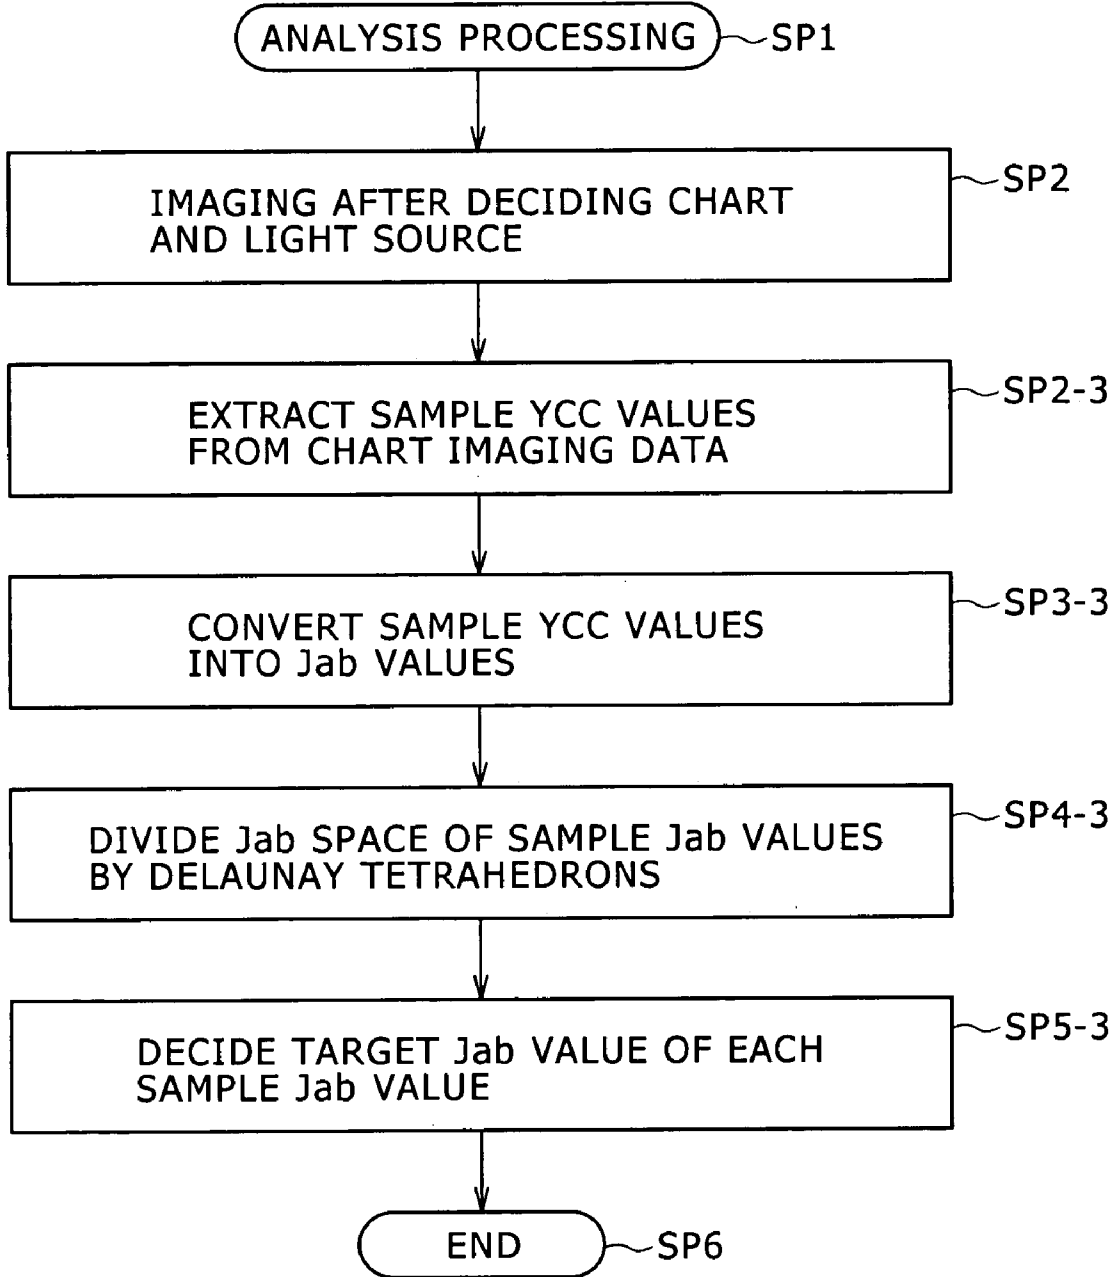 ANALYSIS PROCESSING
SP1
IMAGING AFTER DECIDING CHART
AND LIGHT SOURCE
SP2
EXTRACT SAMPLE YCC VALUES
FROM CHART IMAGING DATA
SP2-3
CONVERT SAMPLE YCC VALUES
INTO Jab VALUES
SP3-3
DIVIDE Jab SPACE OF SAMPLE Jab VALUES
BY DELAUNAY TETRAHEDRONS
SP4-3
DECIDE TARGET Jab VALUE OF EACH
SAMPLE Jab VALUE
SP5-3
END
SP6